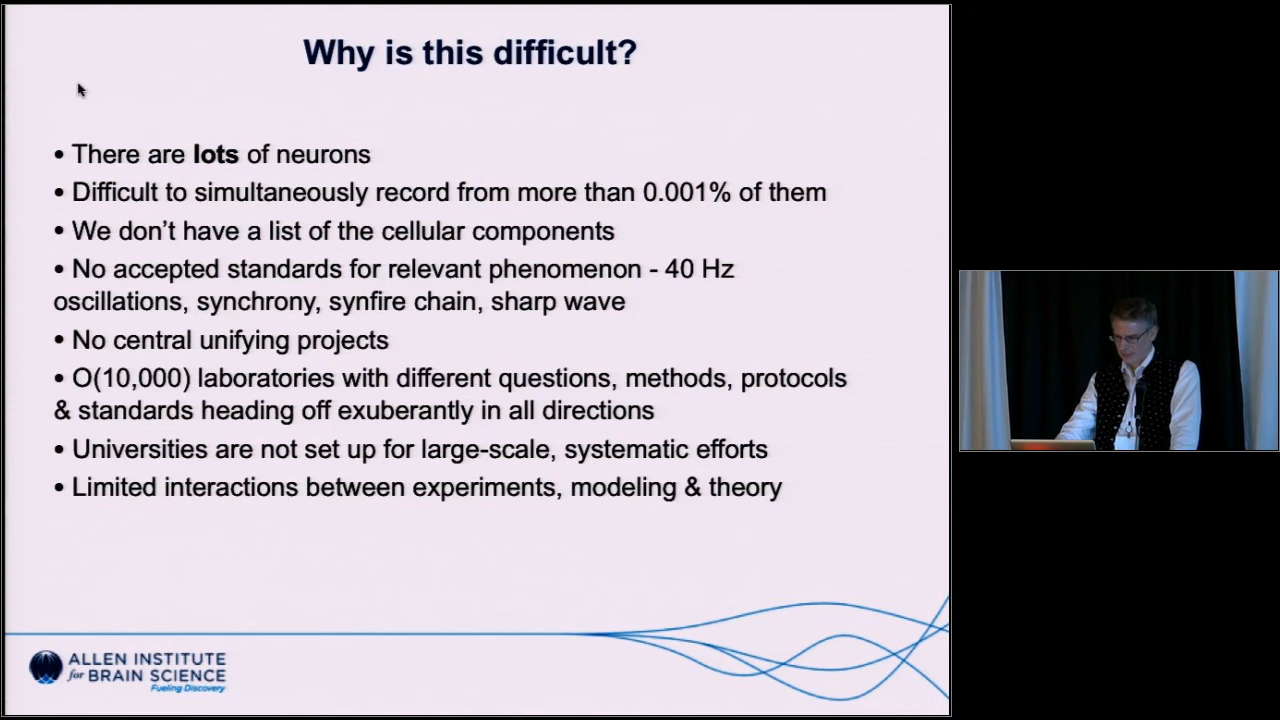 Why is this difficult?
• There are lots of neurons
• Difficult to simultaneously record from more than 0.001% of them
• We don’t have a list of the cellular components
• No accepted standards for relevant phenomenon - 40 Hz
oscillations, synchrony, synfire chain, sharp wave
• No central unifying projects
• O(10,000) laboratories with different questions, methods, protocols
& standards heading off exuberantly in all directions
• Universities are not set up for large-scale, systematic efforts
• Limited interactions between experiments, modeling & theory
ALLEN INSTITUTE
for BRAIN SCIENCE
Fueling Discovery